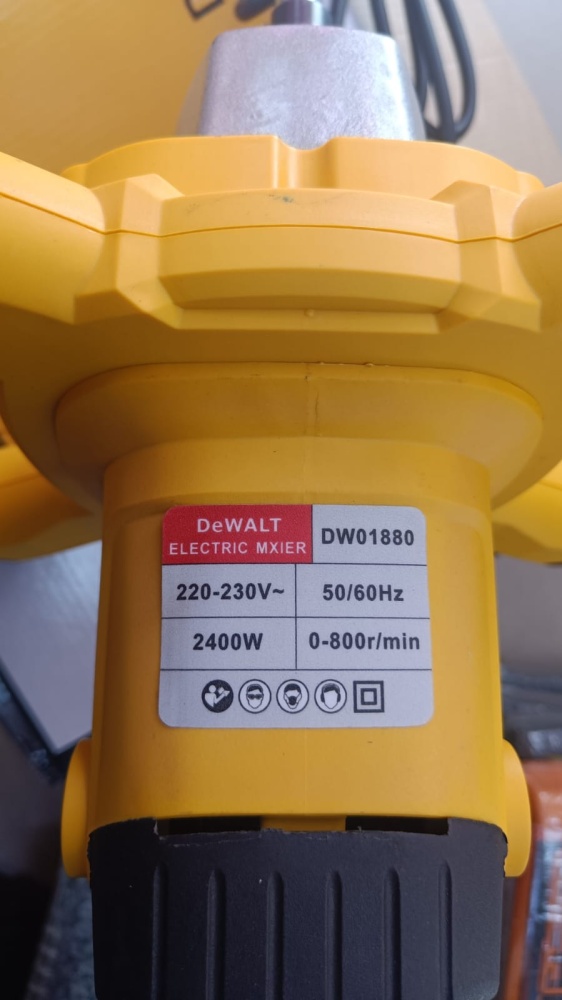 DeWALT
ELECTRIC MXIER
DW01880
220-230V~
50/60Hz
2400W
0-800r/min